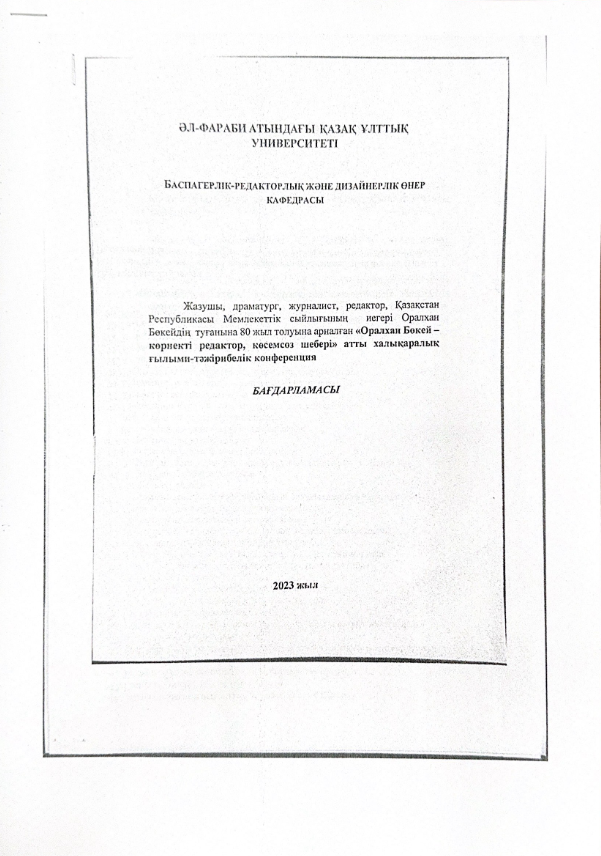 ӘЛ-ФАРАБИ АТЫНДАҒЫ ҚАЗАҚ ҰЛТТЫҚ
УНИВЕРСИТЕТІ
БАСПАГЕРЛІК-РЕДАКТОРЛЫҚ ЖӘНЕ ДИЗАЙНЕРЛІК ӨНЕР
КАФЕДРАСЫ
Жазушы, драматург, журналист, редактор, Қазақстан
Республикасы Мемлекеттік сыйлығының иегері Оралхан
Бөкейдің туғанына 80 жыл толуына арналған «Оралхан Бөкей –
көрнекті редактор, көсемсөз шебері» атты халықаралық
ғылыми-тәжірибелік конференция
БАҒДАРЛАМАСЫ
2023 жыл